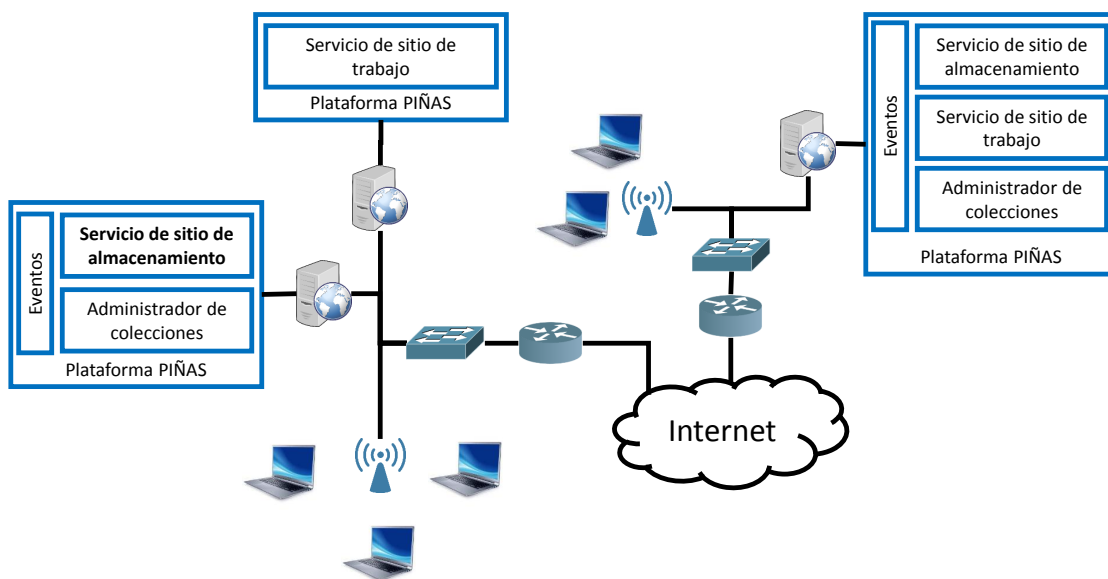 Servicio de sitio de
trabajo
Plataforma PIÑAS
Eventos
Servicio de sitio de
almacenamiento
Servicio de sitio de
trabajo
Administrador de
colecciones
Plataforma PIÑAS
Eventos
Servicio de sitio de
almacenamiento
Administrador de
colecciones
Plataforma PIÑAS
Internet